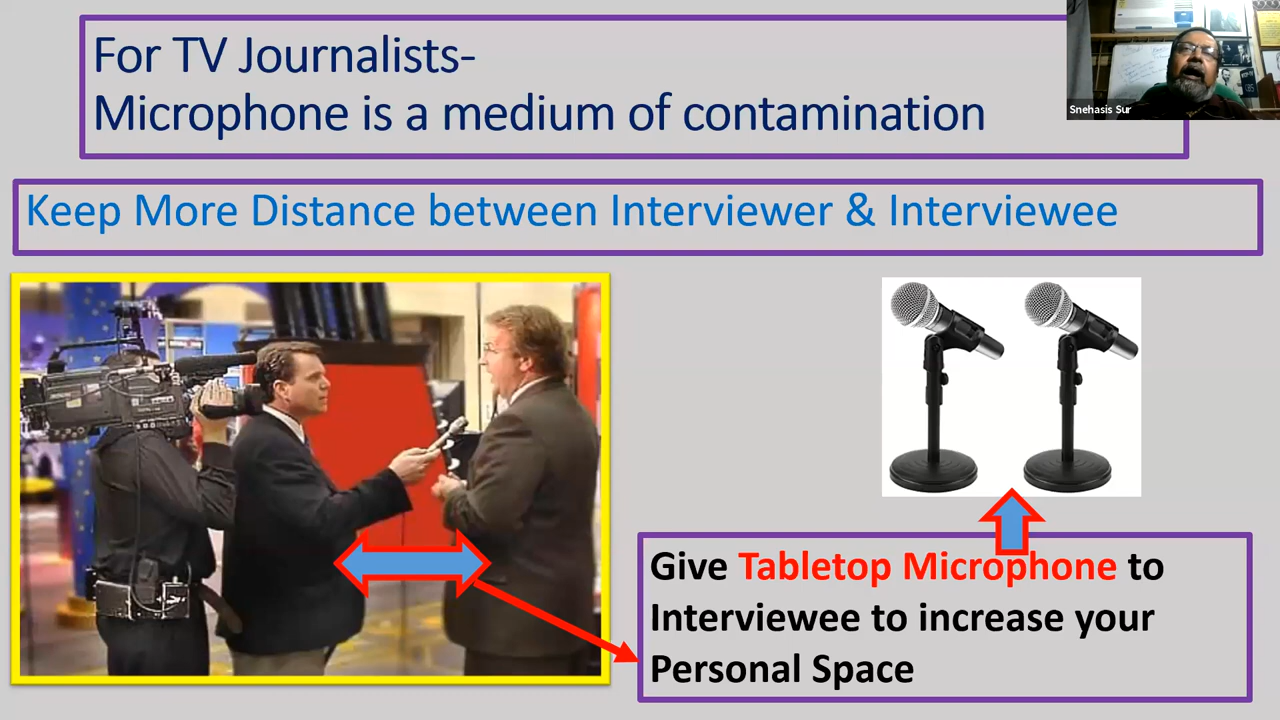 For TV Journalists-
Microphone is a medium of contamination
Snehasis Sur
Keep More Distance between Interviewer & Interviewee
Give Tabletop Microphone to
Interviewee to increase your
Personal Space